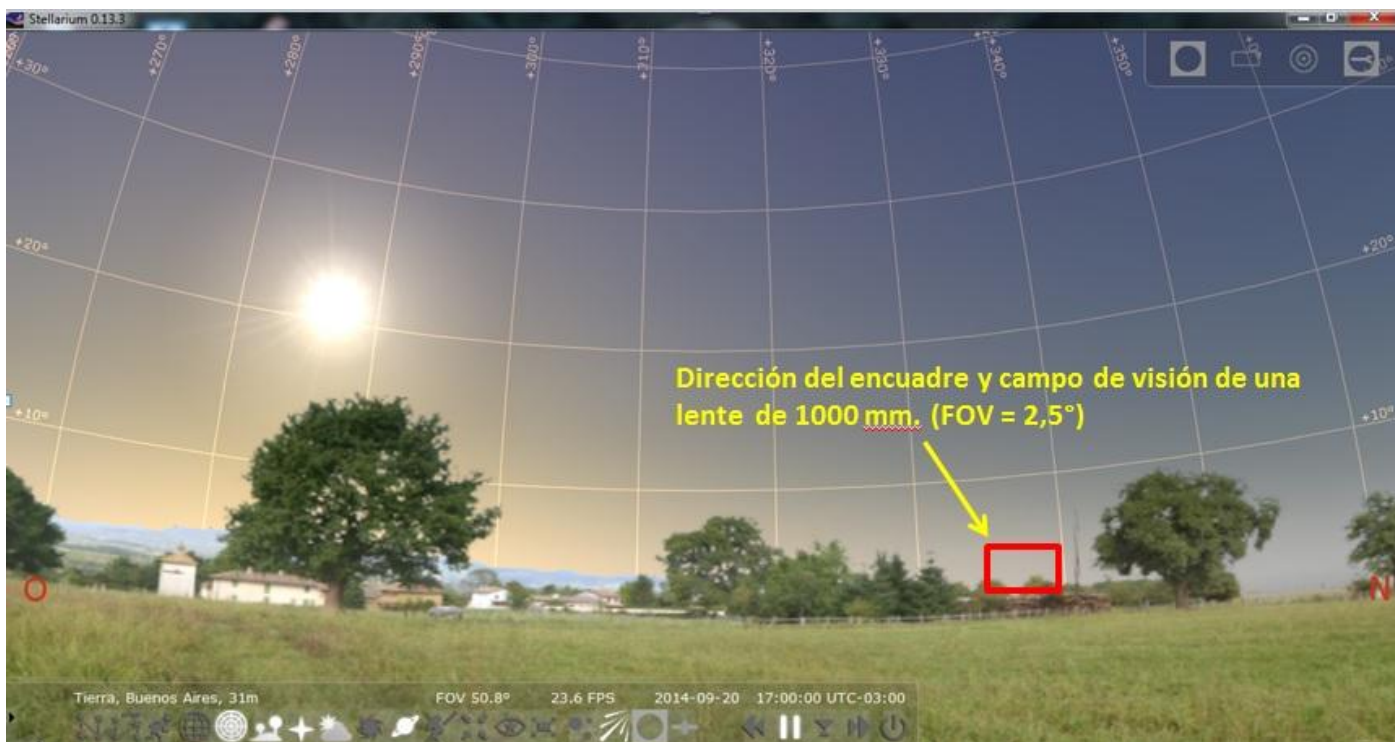 Stellarium 0.13.3
+270° +280° +290° +300° +310° +320° +330° +340° +350°
+30°
+20° +20°
Dirección del encuadre y campo de visión de una
lente de 1000 mm. (FOV = 2,5°)
+10° +10°
O N
Tierra, Buenos Aires, 31m FOV 50.8° 23.6 FPS 2014-09-20 17:00:00 UTC-03:00